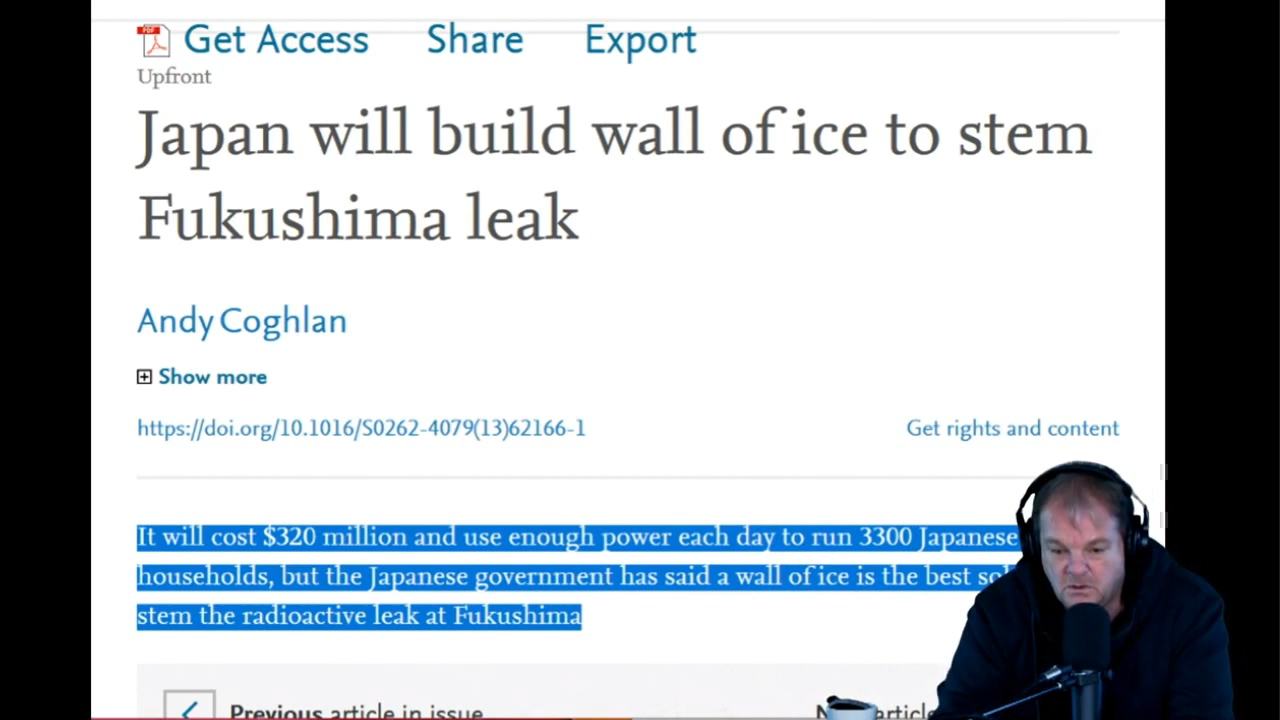 PDF Get Access Share Export
Upfront
Japan will build wall of ice to stem
Fukushima leak
Andy Coghlan
Show more
https://doi.org/10.1016/S0262-4079(13)62166-1 Get rights and content
It will cost $320 million and use enough power each day to run 3300 Japanese
households, but the Japanese government has said a wall of ice is the best
stem the radioactive leak at Fukushima
Previous article in issue article